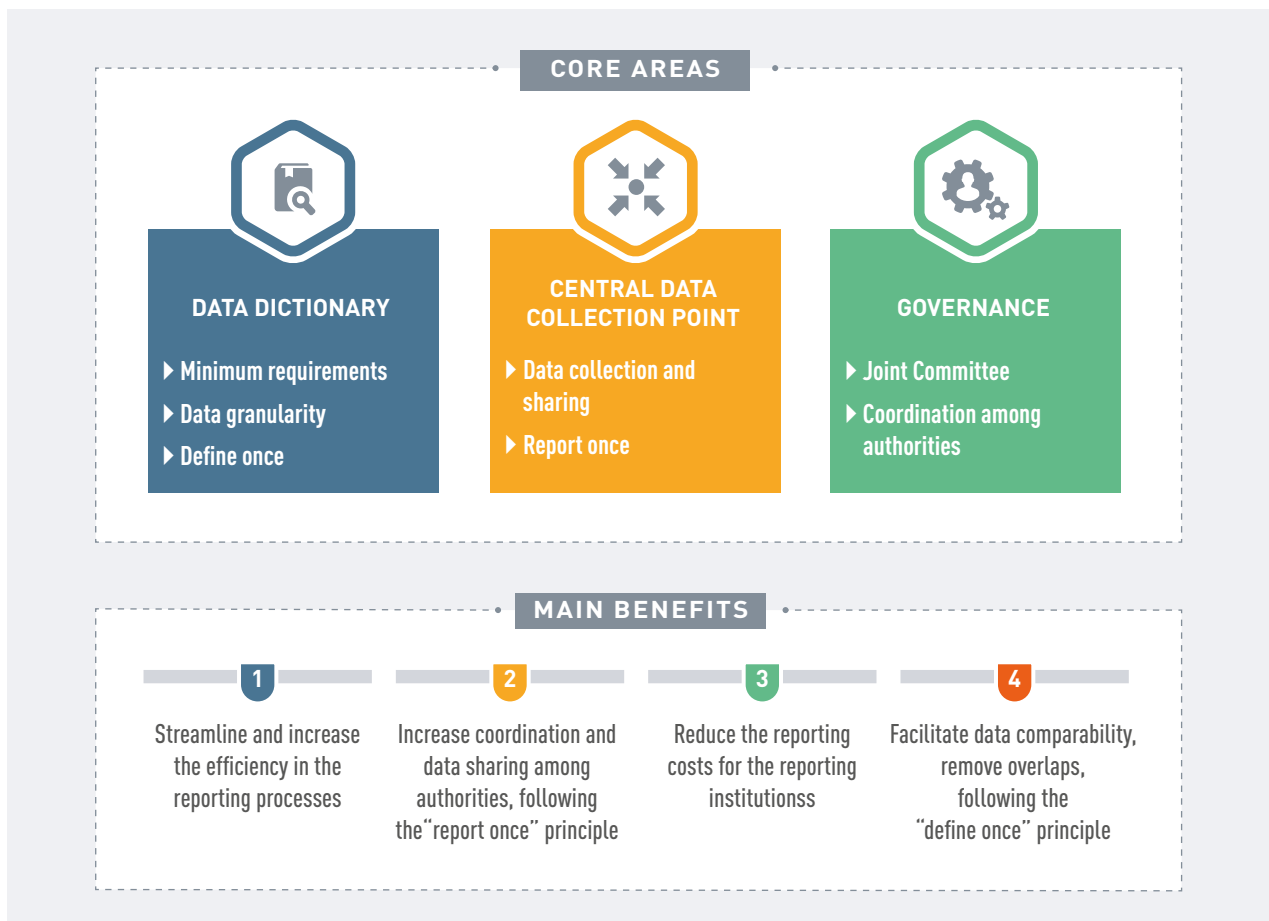 CORE AREAS
DATA DICTIONARY
Minimum requirements
Data granularity
Define once
CENTRAL DATA
COLLECTION POINT
Data collection and
sharing
Report once
GOVERNANCE
Joint Committee
Coordination among
authorities
MAIN BENEFITS
1
Streamline and increase
the efficiency in the
reporting processes
2
Increase coordination and
data sharing among
authorities, following
the“report once” principle
3
Reduce the reporting
costs for the reporting
institutionss
4
Facilitate data comparability,
remove overlaps,
following the
“define once” principle